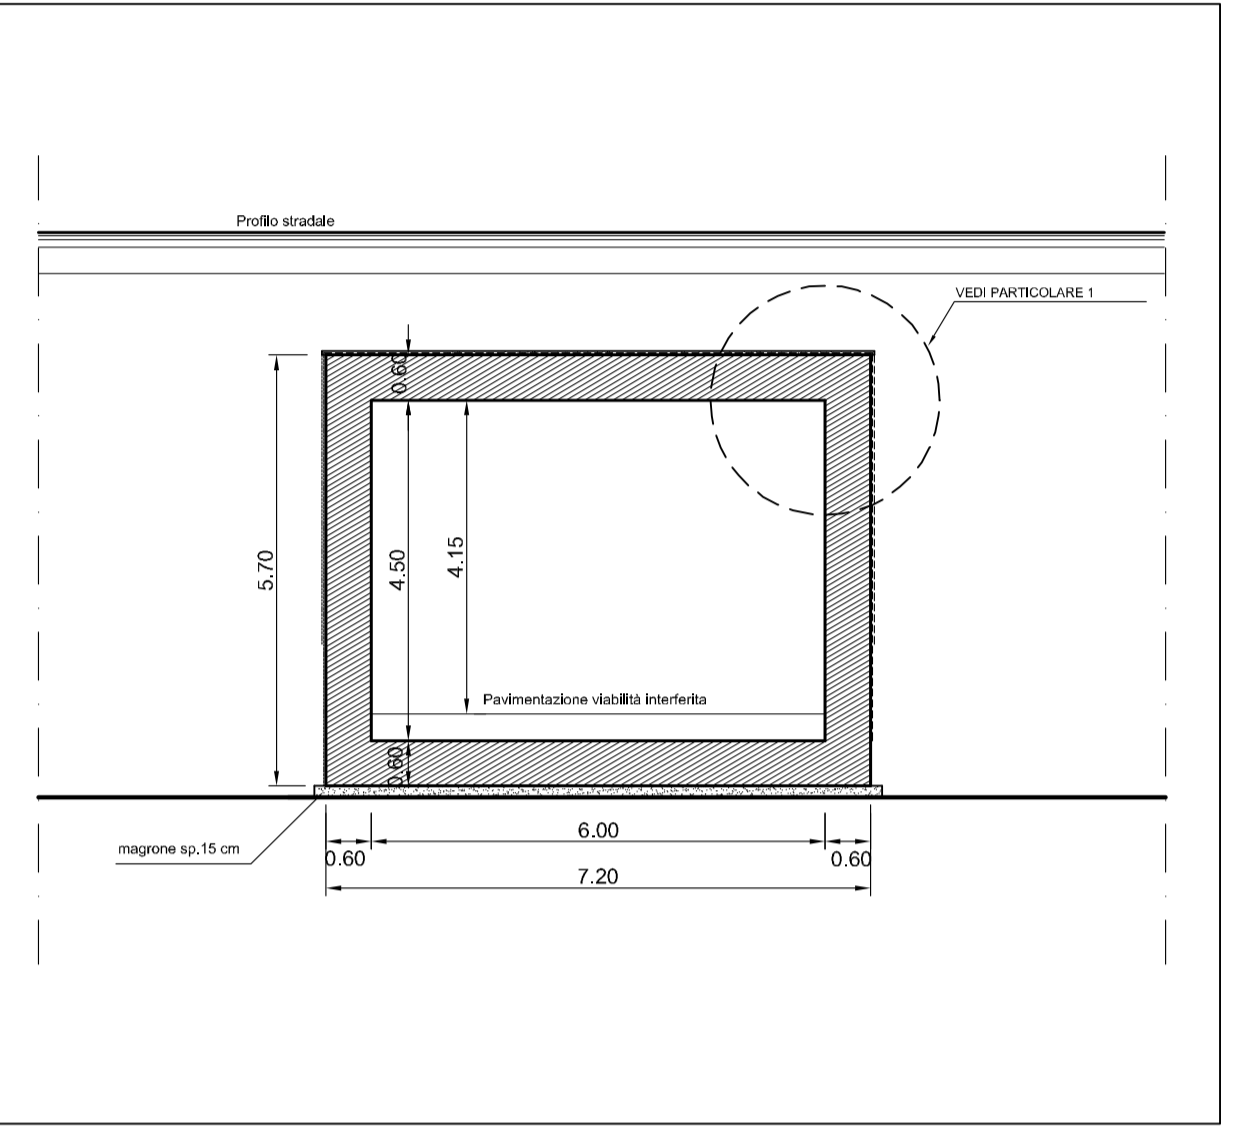 Profilo stradale
VEDI PARTICOLARE 1
0.60
5.70
4.50
4.15
Pavimentazione viabilità interferita
0.60
magrone sp.15 cm
6.00
0.60
0.60
7.20